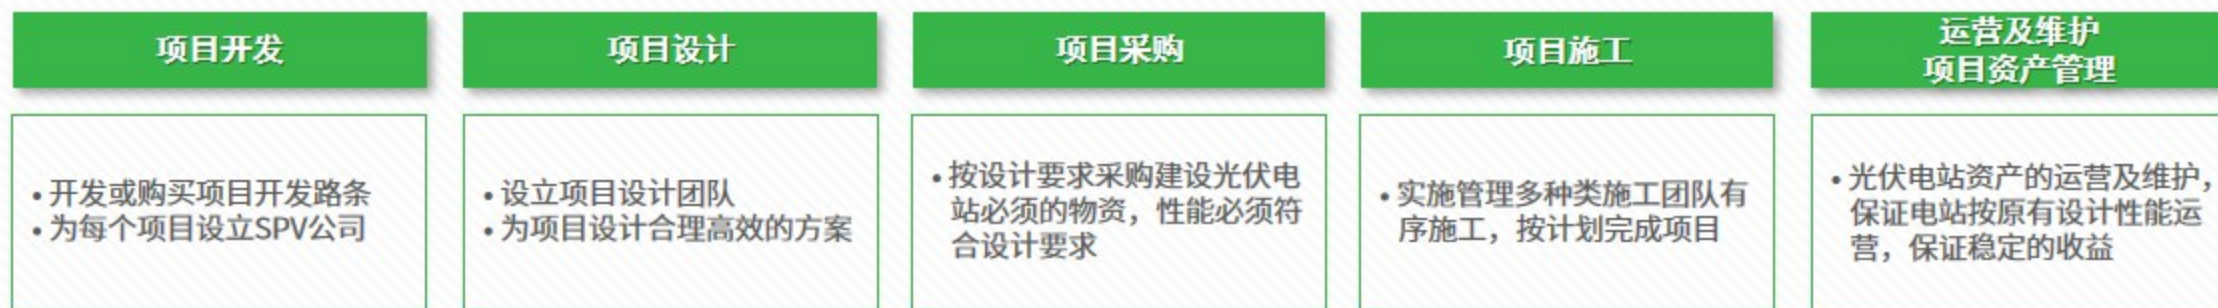 项目开发
项目设计
项目采购
项目施工
运营及维护
项目资产管理
• 开发或购买项目开发路条
• 为每个项目设立SPV公司
• 设立项目设计团队
• 为项目设计合理高效的方案
• 按设计要求采购建设光伏电
站必须的物资，性能必须符
合设计要求
• 实施管理多种类施工团队有
序施工，按计划完成项目
• 光伏电站资产的运营及维护，
保证电站按原有设计性能运
营，保证稳定的收益